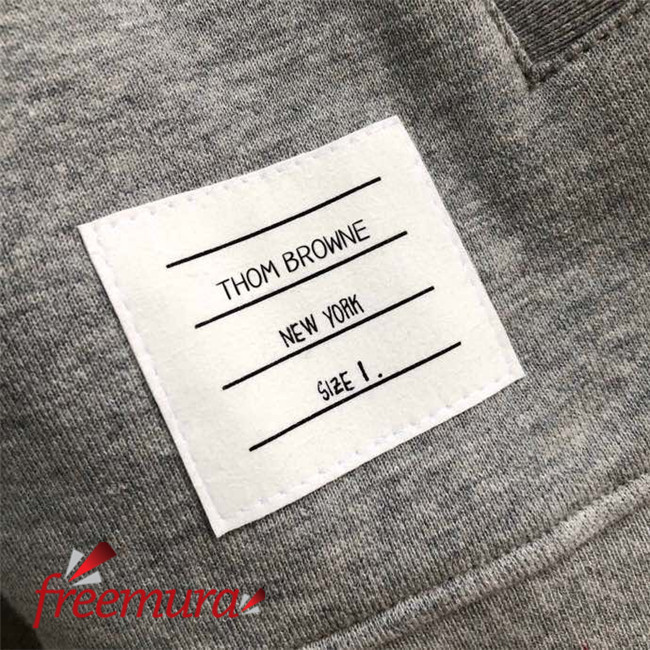 THOM BROWNE
NEW YORK
SIZE 1.
freemura